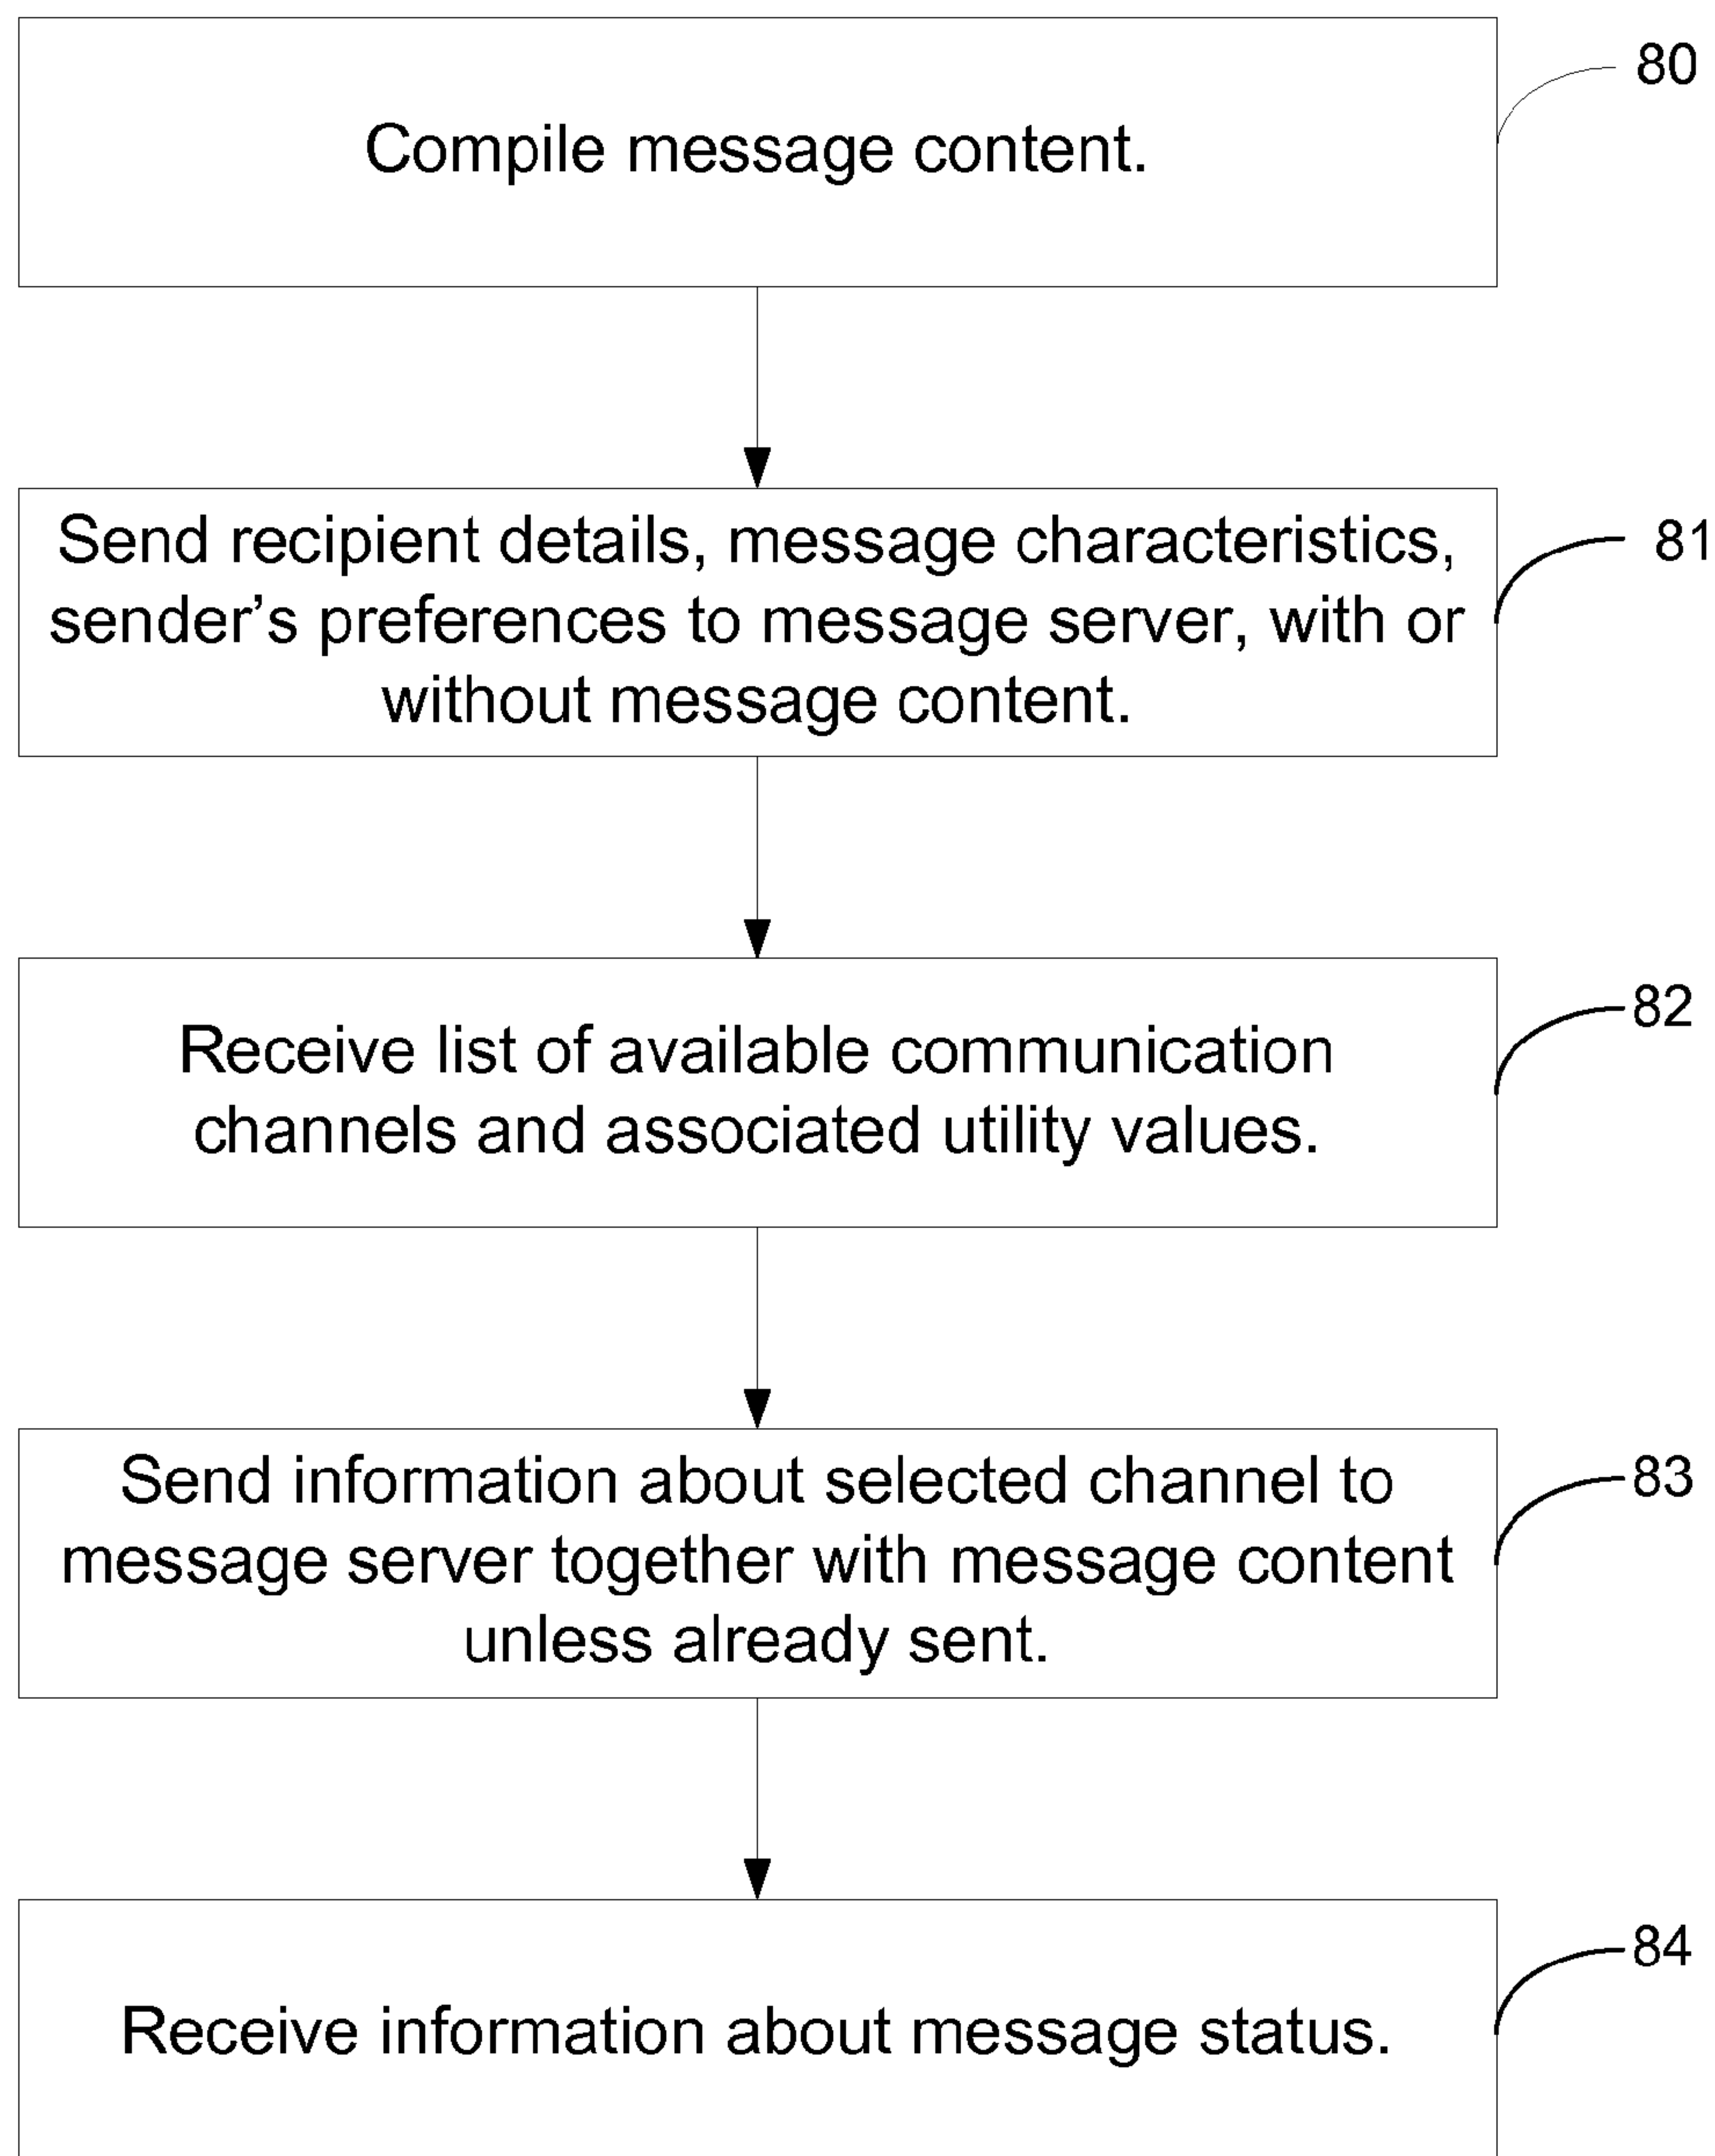 Compile message content.
80
Send recipient details, message characteristics,
sender’s preferences to message server, with or
without message content.
81
Receive list of available communication
channels and associated utility values.
82
Send information about selected channel to
message server together with message content
unless already sent.
83
Receive information about message status.
84